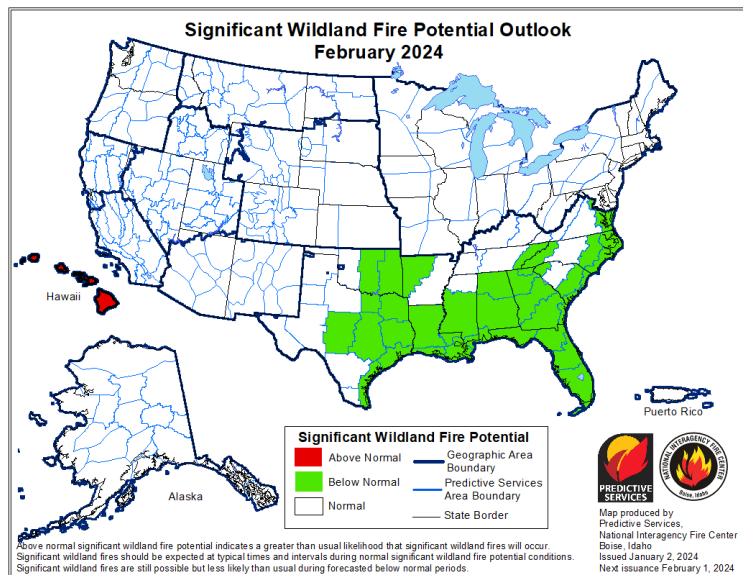 Significant Wildland Fire Potential Outlook
February 2024
Hawaii
Alaska
Puerto Rico
Significant Wildland Fire Potential
Above Normal
Below Normal
Normal
Geographic Area
Boundary
Predictive Services
Area Boundary
State Border
PREDICTIVE
SERVICES
NATIONAL INTERAGENCY FIRE CENTER
Boise, Idaho
Map produced by
Predictive Services,
National Interagency Fire Center
Boise, Idaho
Issued January 2, 2024
Next issuance February 1, 2024
Above normal significant wildland fire potential indicates a greater than usual likelihood that significant wildland fires will occur.
Significant wildland fires should be expected at typical times and intervals during normal significant wildland fire potential conditions.
Significant wildland fires are still possible but less likely than usual during forecasted below normal periods.